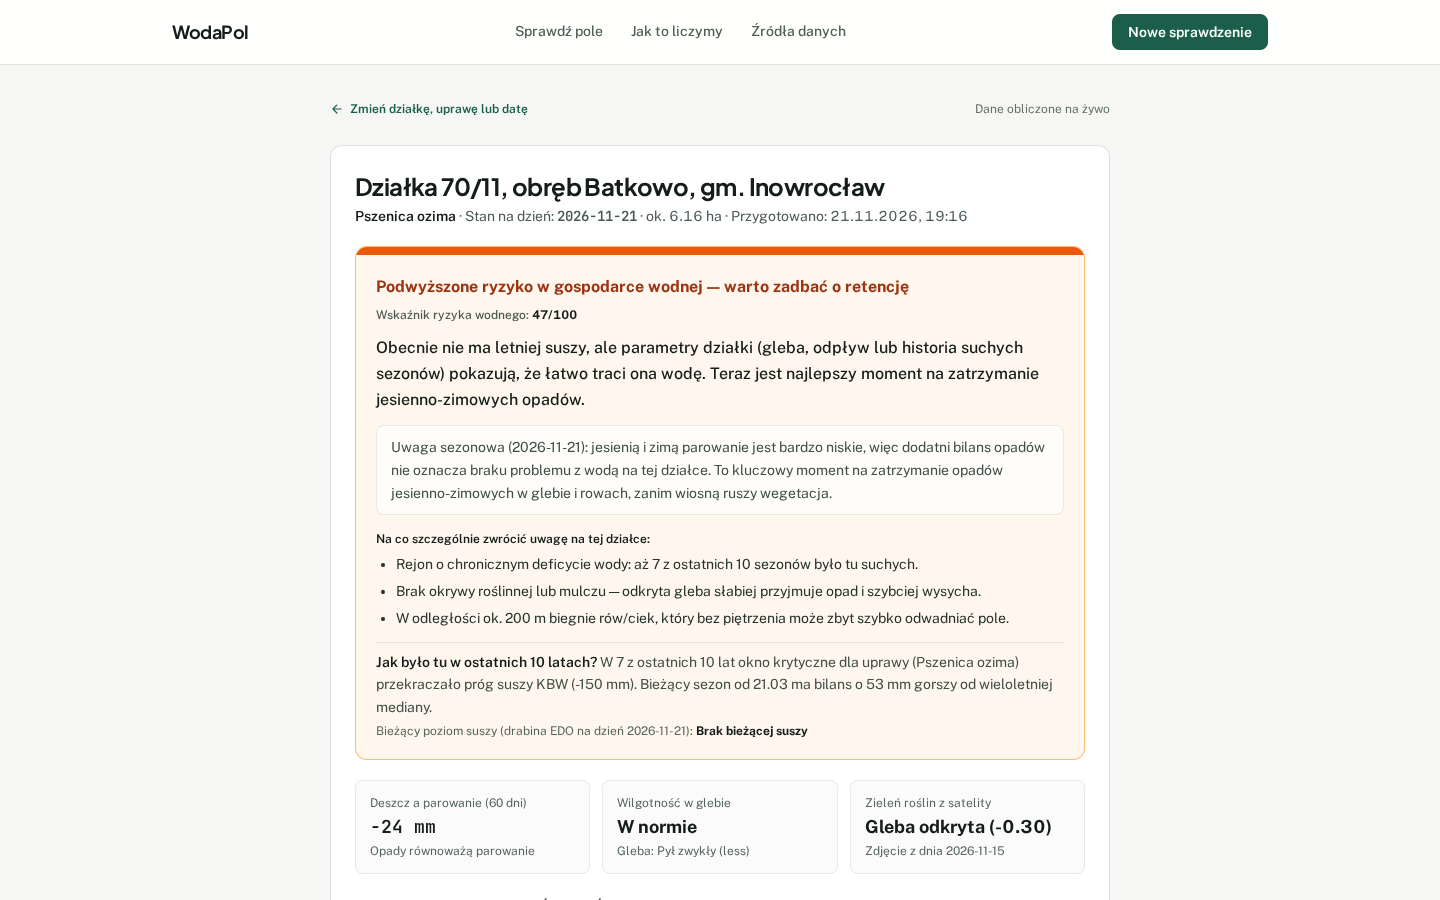 WodaPol
Sprawdź pole
Jak to liczymy
Źródła danych
Nowe sprawdzenie
← Zmień działkę, uprawę lub datę
Dane obliczone na żywo
Działka 70/11, obręb Batkowo, gm. Inowrocław
Pszenica ozima · Stan na dzień: 2026-11-21 · ok. 6.16 ha · Przygotowano: 21.11.2026, 19:16
Podwyższone ryzyko w gospodarce wodnej — warto zadbać o retencję
Wskaźnik ryzyka wodnego: 47/100
Obecnie nie ma letniej suszy, ale parametry działki (gleba, odpływ lub historia suchych
sezonów) pokazują, że łatwo traci ona wodę. Teraz jest najlepszy moment na zatrzymanie
jesienno-zimowych opadów.
Uwaga sezonowa (2026-11-21): jesienią i zimą parowanie jest bardzo niskie, więc dodatni bilans opadów
nie oznacza braku problemu z wodą na tej działce. To kluczowy moment na zatrzymanie opadów
jesienno-zimowych w glebie i rowach, zanim wiosną ruszy wegetacja.
Na co szczególnie zwrócić uwagę na tej działce:
• Rejon o chronicznym deficycie wody: aż 7 z ostatnich 10 sezonów było tu suchych.
• Brak okrywy roślinnej lub mulczu — odkryta gleba słabiej przyjmuje opad i szybciej wysycha.
• W odległości ok. 200 m biegnie rów/ciek, który bez piętrzenia może zbyt szybko odwadniać pole.
Jak było tu w ostatnich 10 latach? W 7 z ostatnich 10 lat okno krytyczne dla uprawy (Pszenica ozima)
przekraczało próg suszy KBW (-150 mm). Bieżący sezon od 21.03 ma bilans o 53 mm gorszy od wieloletniej
mediany.
Bieżący poziom suszy (drabina EDO na dzień 2026-11-21): Brak bieżącej suszy
Deszcz a parowanie (60 dni)
-24 mm
Opady równoważą parowanie
Wilgotność w glebie
W normie
Gleba: Pył zwykły (less)
Zieleń roślin z satelity
Gleba odkryta (-0.30)
Zdjęcie z dnia 2026-11-15